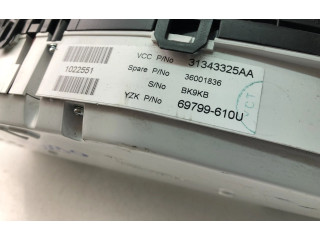 VCC P/No 31343325AA
Spare P/No 36001836
S/No BK9KB
YZK P/No 69799-610U
1022551